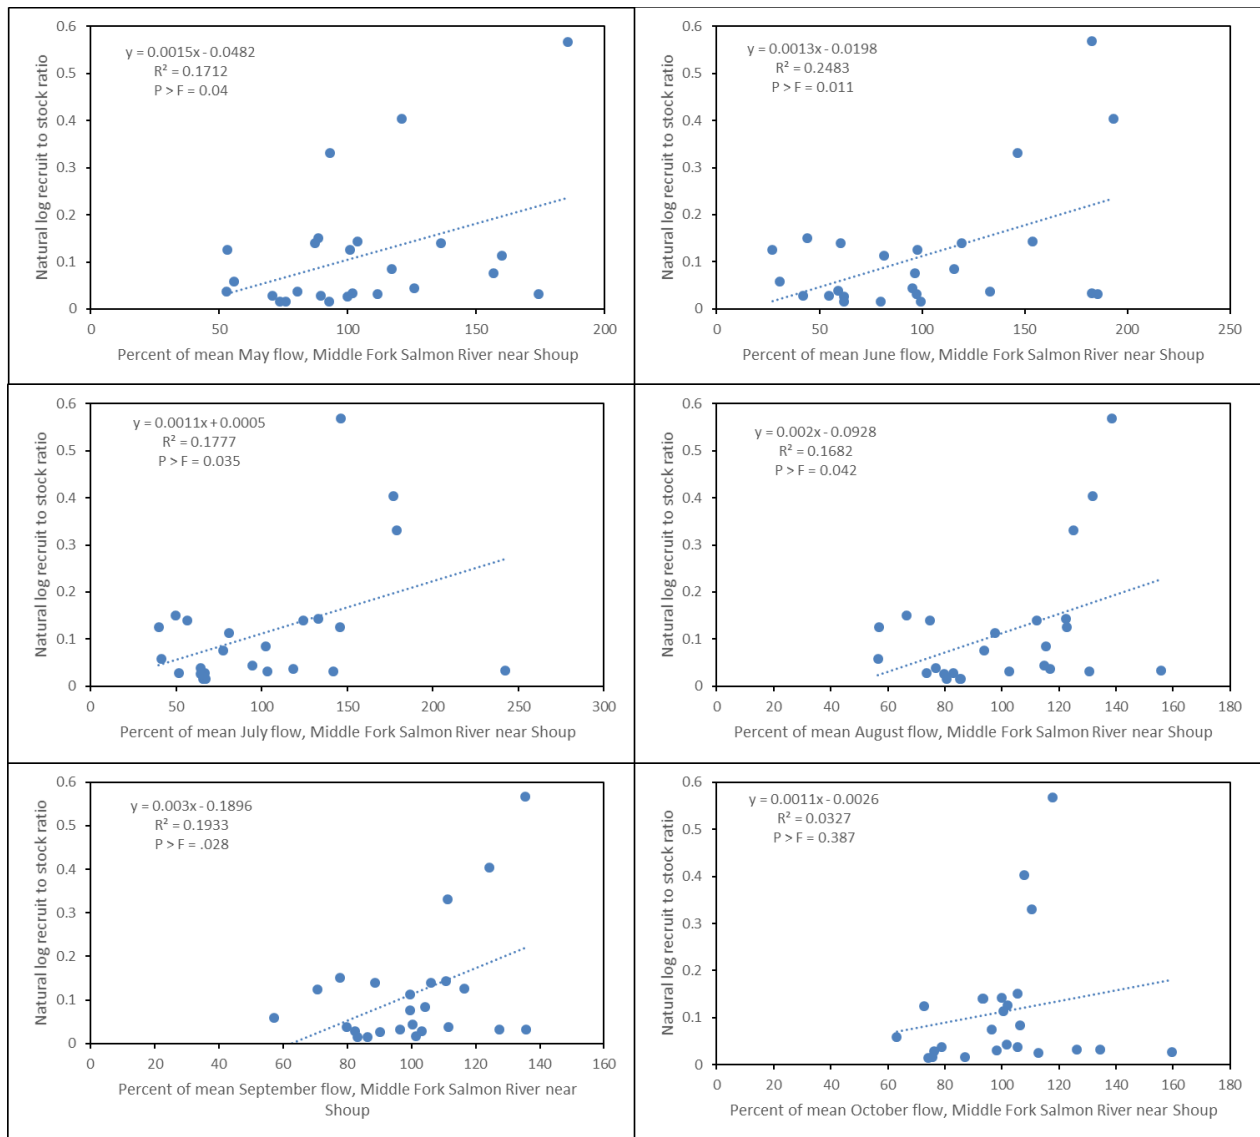 y = 0.0015x - 0.0482
R² = 0.1712
P > F = 0.04
Natural log recruit to stock ratio
0.6
0.5
0.4
0.3
0.2
0.1
0
0 50 100 150 200
Percent of mean May flow, Middle Fork Salmon River near Shoup
y = 0.0013x - 0.0198
R² = 0.2483
P > F = 0.011
Natural log recruit to stock ratio
0.6
0.5
0.4
0.3
0.2
0.1
0
0 50 100 150 200 250
Percent of mean June flow, Middle Fork Salmon River near Shoup
y = 0.0011x + 0.0005
R² = 0.1777
P > F = 0.035
Natural log recruit to stock ratio
0.6
0.5
0.4
0.3
0.2
0.1
0
0 50 100 150 200 250 300
Percent of mean July flow, Middle Fork Salmon River near Shoup
y = 0.002x - 0.0928
R² = 0.1682
P > F = 0.042
Natural log recruit to stock ratio
0.6
0.5
0.4
0.3
0.2
0.1
0
0 20 40 60 80 100 120 140 160 180
Percent of mean August flow, Middle Fork Salmon River near Shoup
y = 0.003x - 0.1896
R² = 0.1933
P > F = .028
Natural log recruit to stock ratio
0.6
0.5
0.4
0.3
0.2
0.1
0
0 20 40 60 80 100 120 140 160
Percent of mean September flow, Middle Fork Salmon River near
Shoup
y = 0.0011x - 0.0026
R² = 0.0327
P > F = 0.387
Natural log recruit to stock ratio
0.6
0.5
0.4
0.3
0.2
0.1
0
0 20 40 60 80 100 120 140 160 180
Percent of mean October flow, Middle Fork Salmon River near Shoup